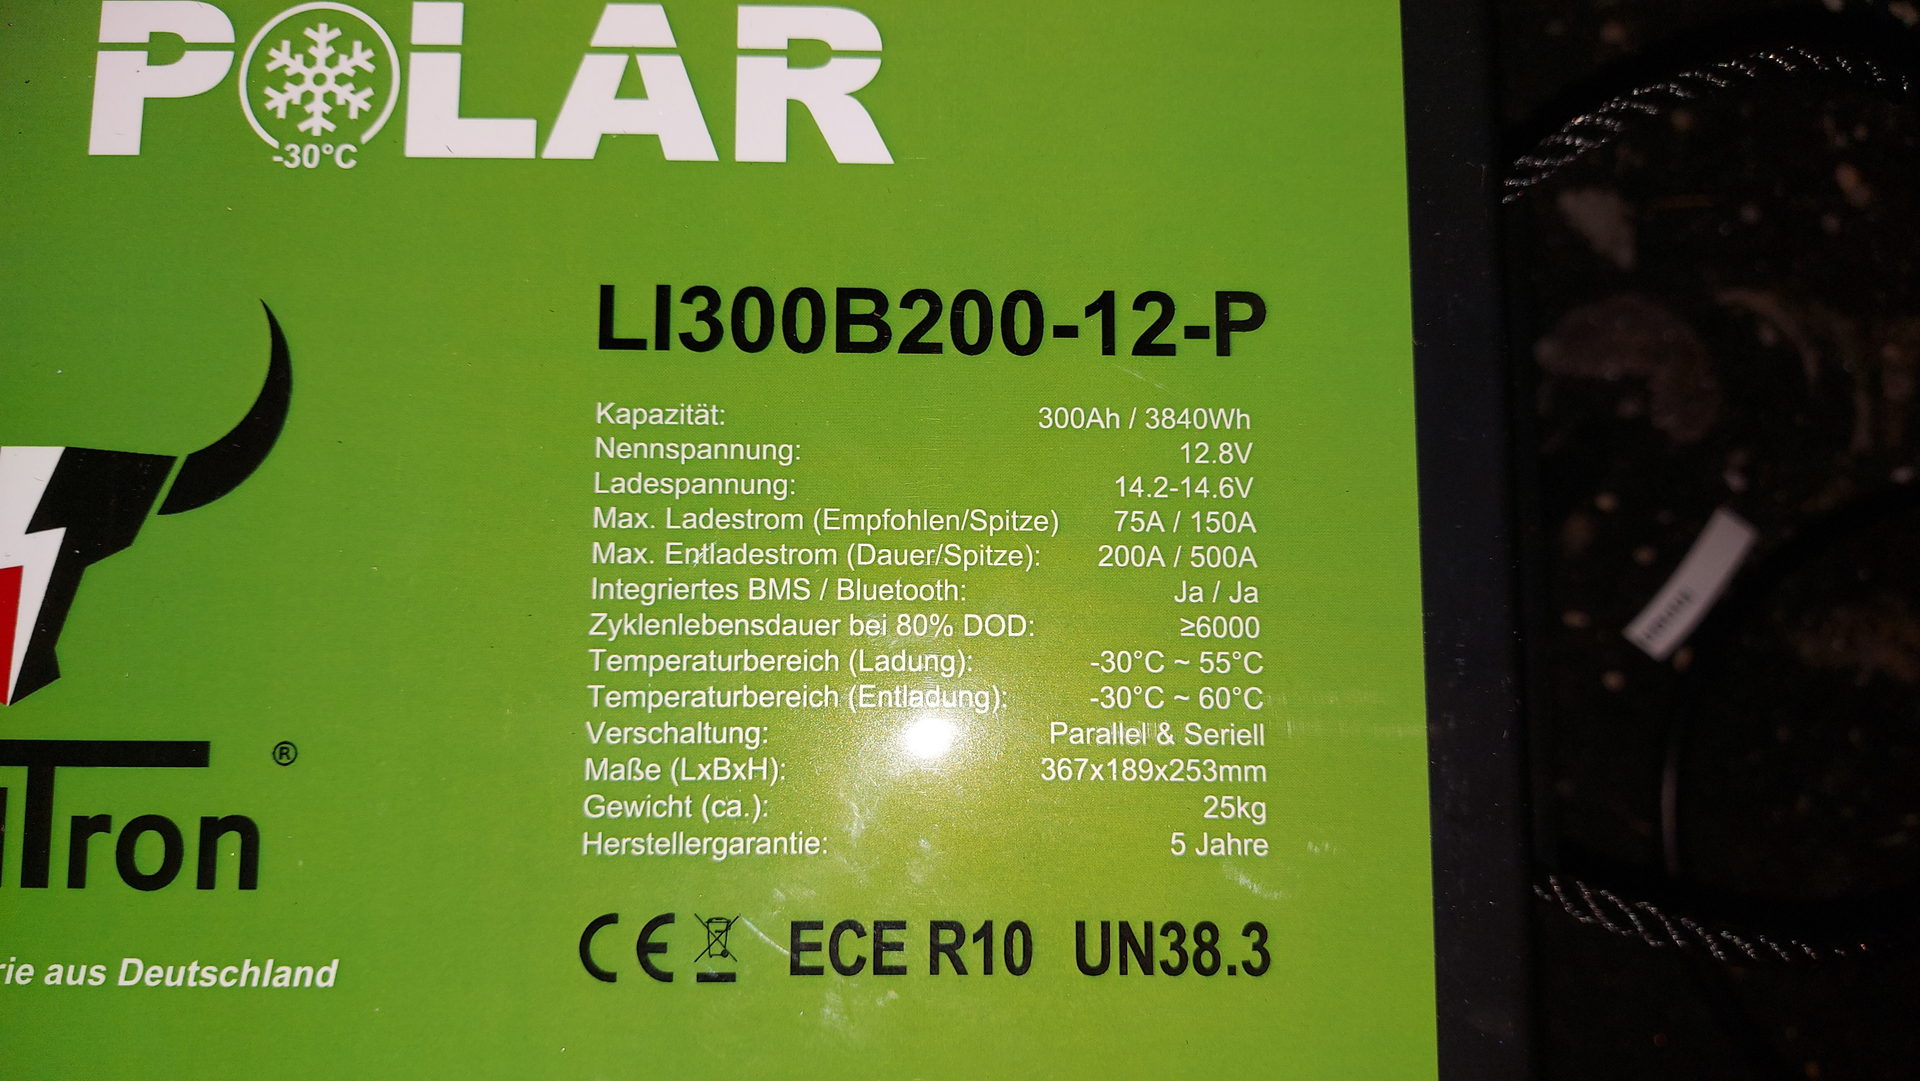 POLAR
-30°C
LI300B200-12-P
Kapazität: 300Ah / 3840Wh
Nennspannung: 12.8V
Ladespannung: 14.2-14.6V
Max. Ladestrom (Empfohlen/Spitze) 75A / 150A
Max. Entladestrom (Dauer/Spitze): 200A / 500A
Integriertes BMS / Bluetooth: Ja / Ja
Zyklenlebensdauer bei 80% DOD: ≥6000
Temperaturbereich (Ladung): -30°C ~ 55°C
Temperaturbereich (Entladung): -30°C ~ 60°C
Verschaltung: Parallel & Seriell
Maße (LxBxH): 367x189x253mm
Gewicht (ca.): 25kg
Herstellergarantie: 5 Jahre
®
Tron
rie aus Deutschland
CE ECE R10 UN38.3